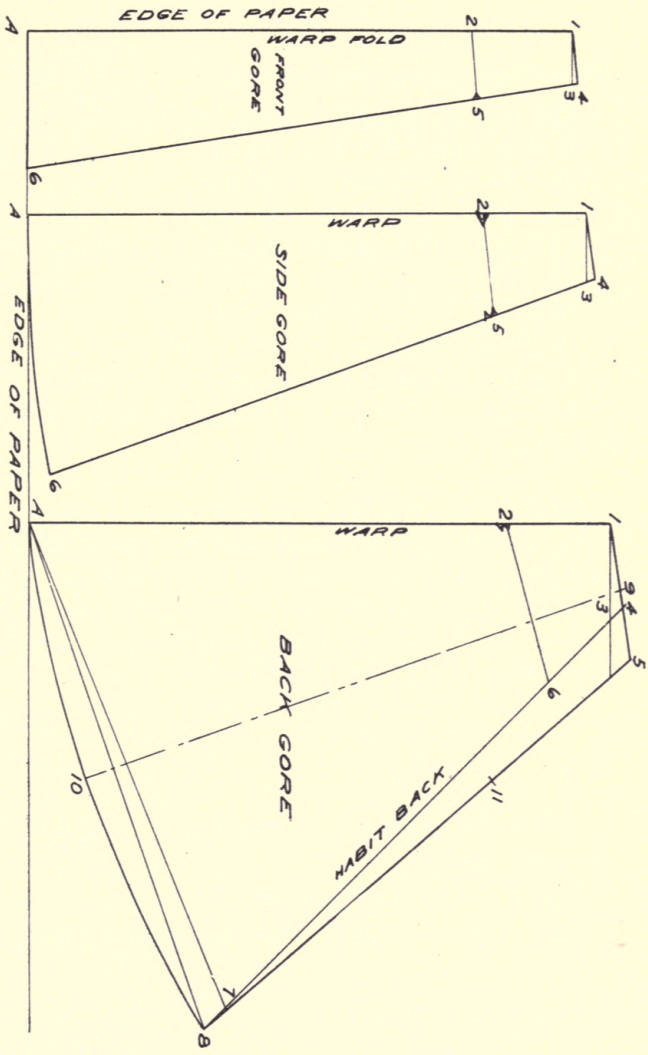 EDGE OF PAPER
A
WARP FOLD
2
1
FRONT
GORE
5
3
4
6
A
WARP
2
1
SIDE GORE
5
3
4
6
EDGE OF PAPER
A
WARP
2
1
9
3
4
5
6
BACK GORE
HABIT BACK
11
10
7
8